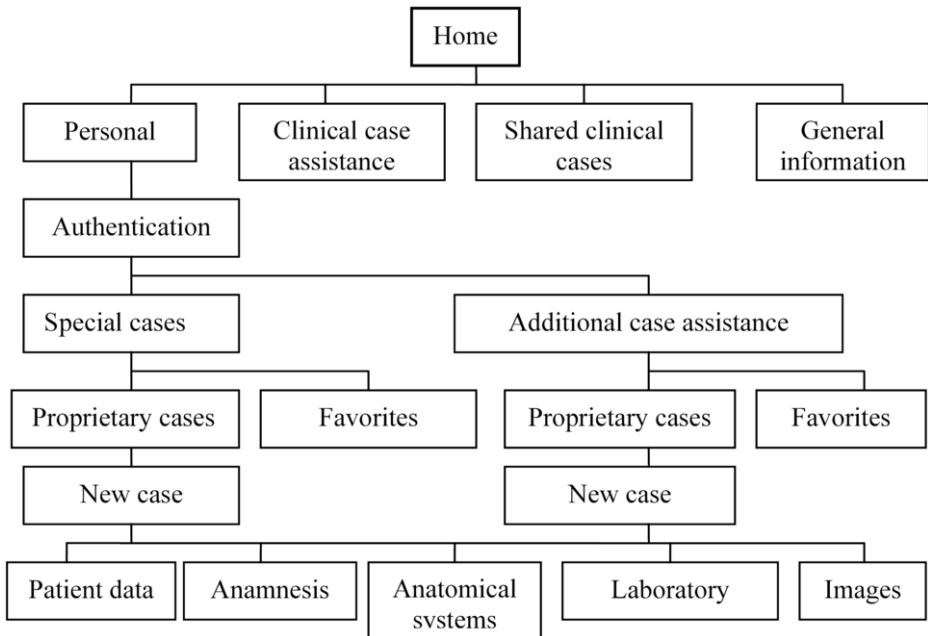 Home
Personal
Clinical case
assistance
Shared clinical
cases
General
information
Authentication
Special cases
Additional case assistance
Proprietary cases
Favorites
Proprietary cases
Favorites
New case
New case
Patient data
Anamnesis
Anatomical
systems
Laboratory
Images